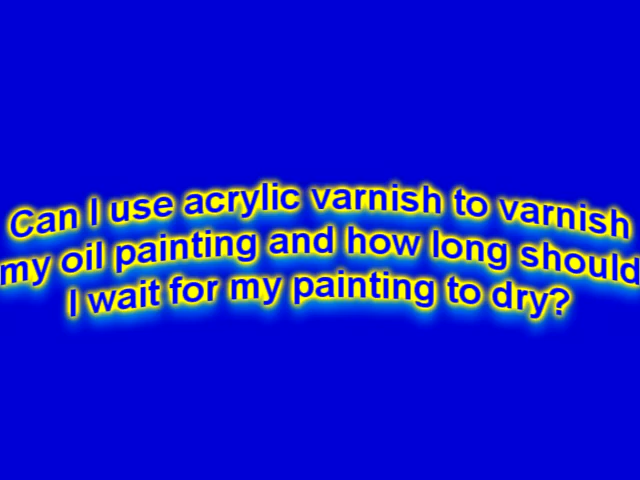 Can I use acrylic varnish to varnish
my oil painting and how long should
I wait for my painting to dry?